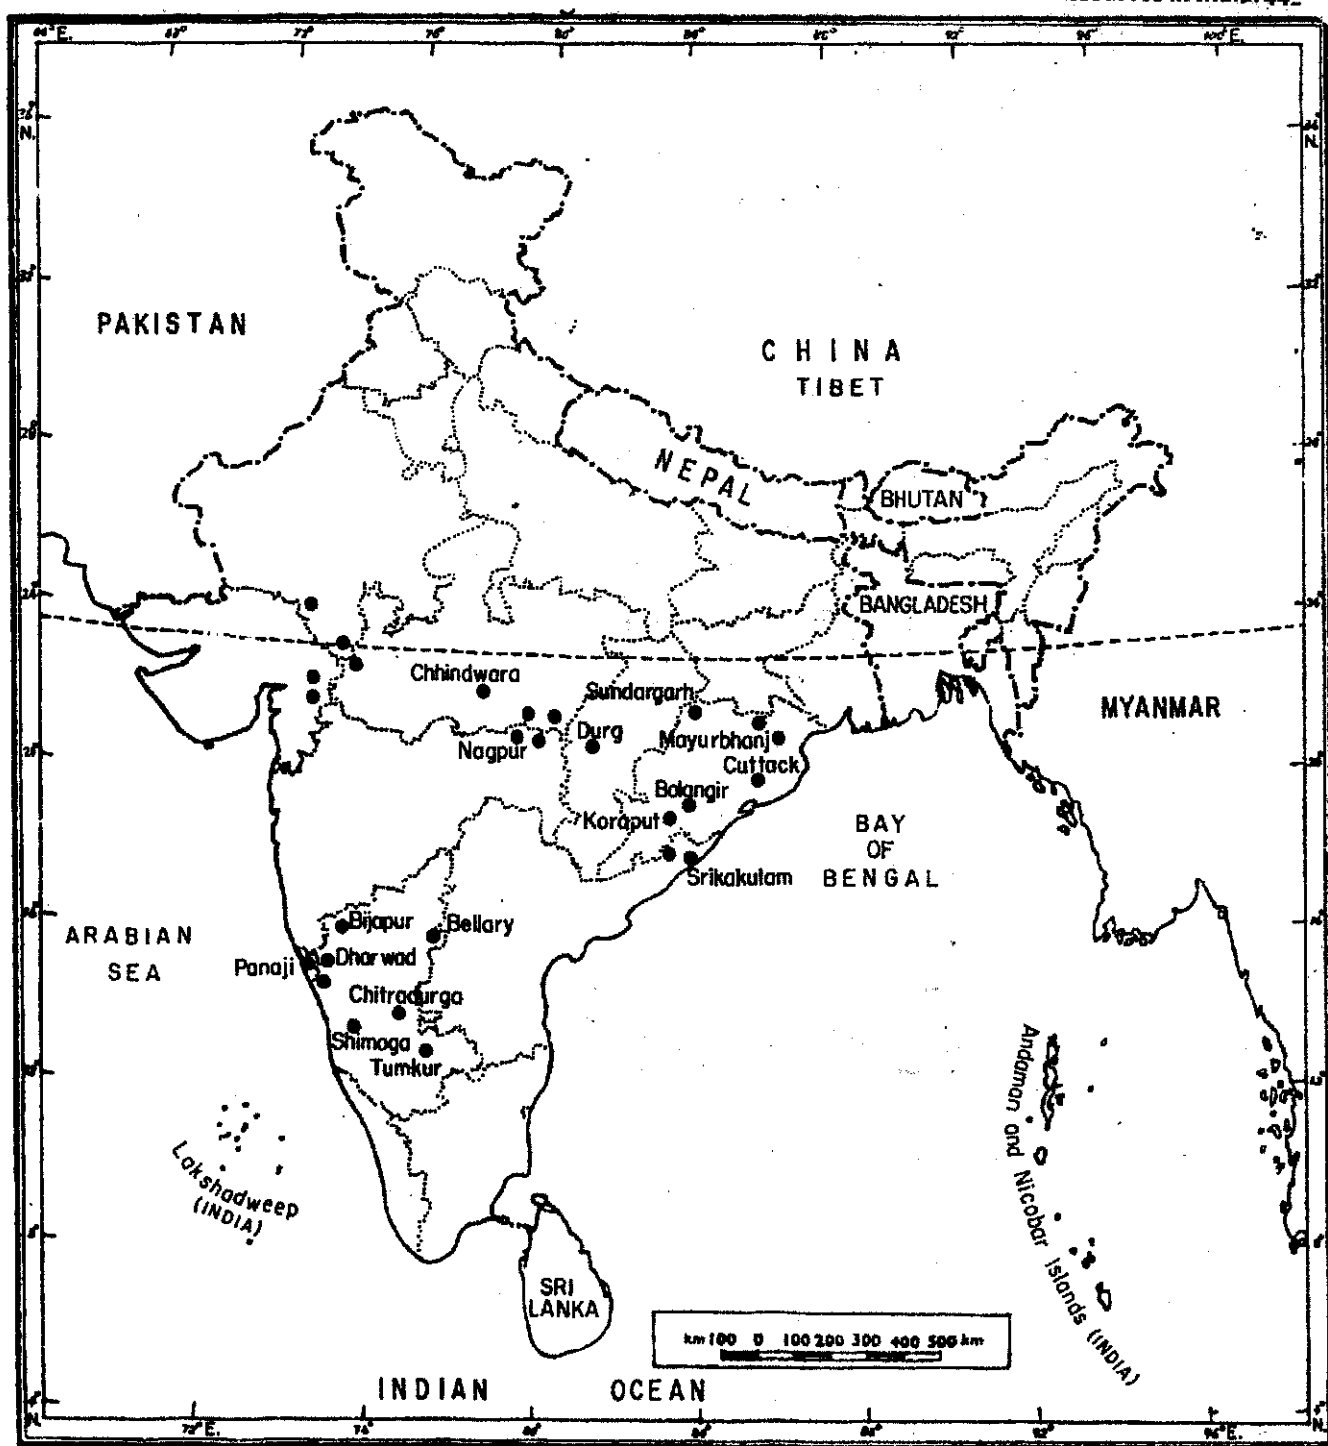 PAKISTAN
CHINA
TIBET
NEPAL
BHUTAN
BANGLADESH
MYANMAR
Chhindwara
Sundargarh
Nagpur
Durg
Mayurbhanj
Cuttack
Bolangir
Koraput
Srikakulam
BAY
OF
BENGAL
ARABIAN
SEA
Bijapur
Bellary
Panaji
Dharwad
Chitradurga
Shimoga
Tumkur
Lakshadweep
(INDIA)
Andaman and Nicobar Islands (INDIA)
SRI
LANKA
km 100 0 100 200 300 400 500 km
INDIAN OCEAN